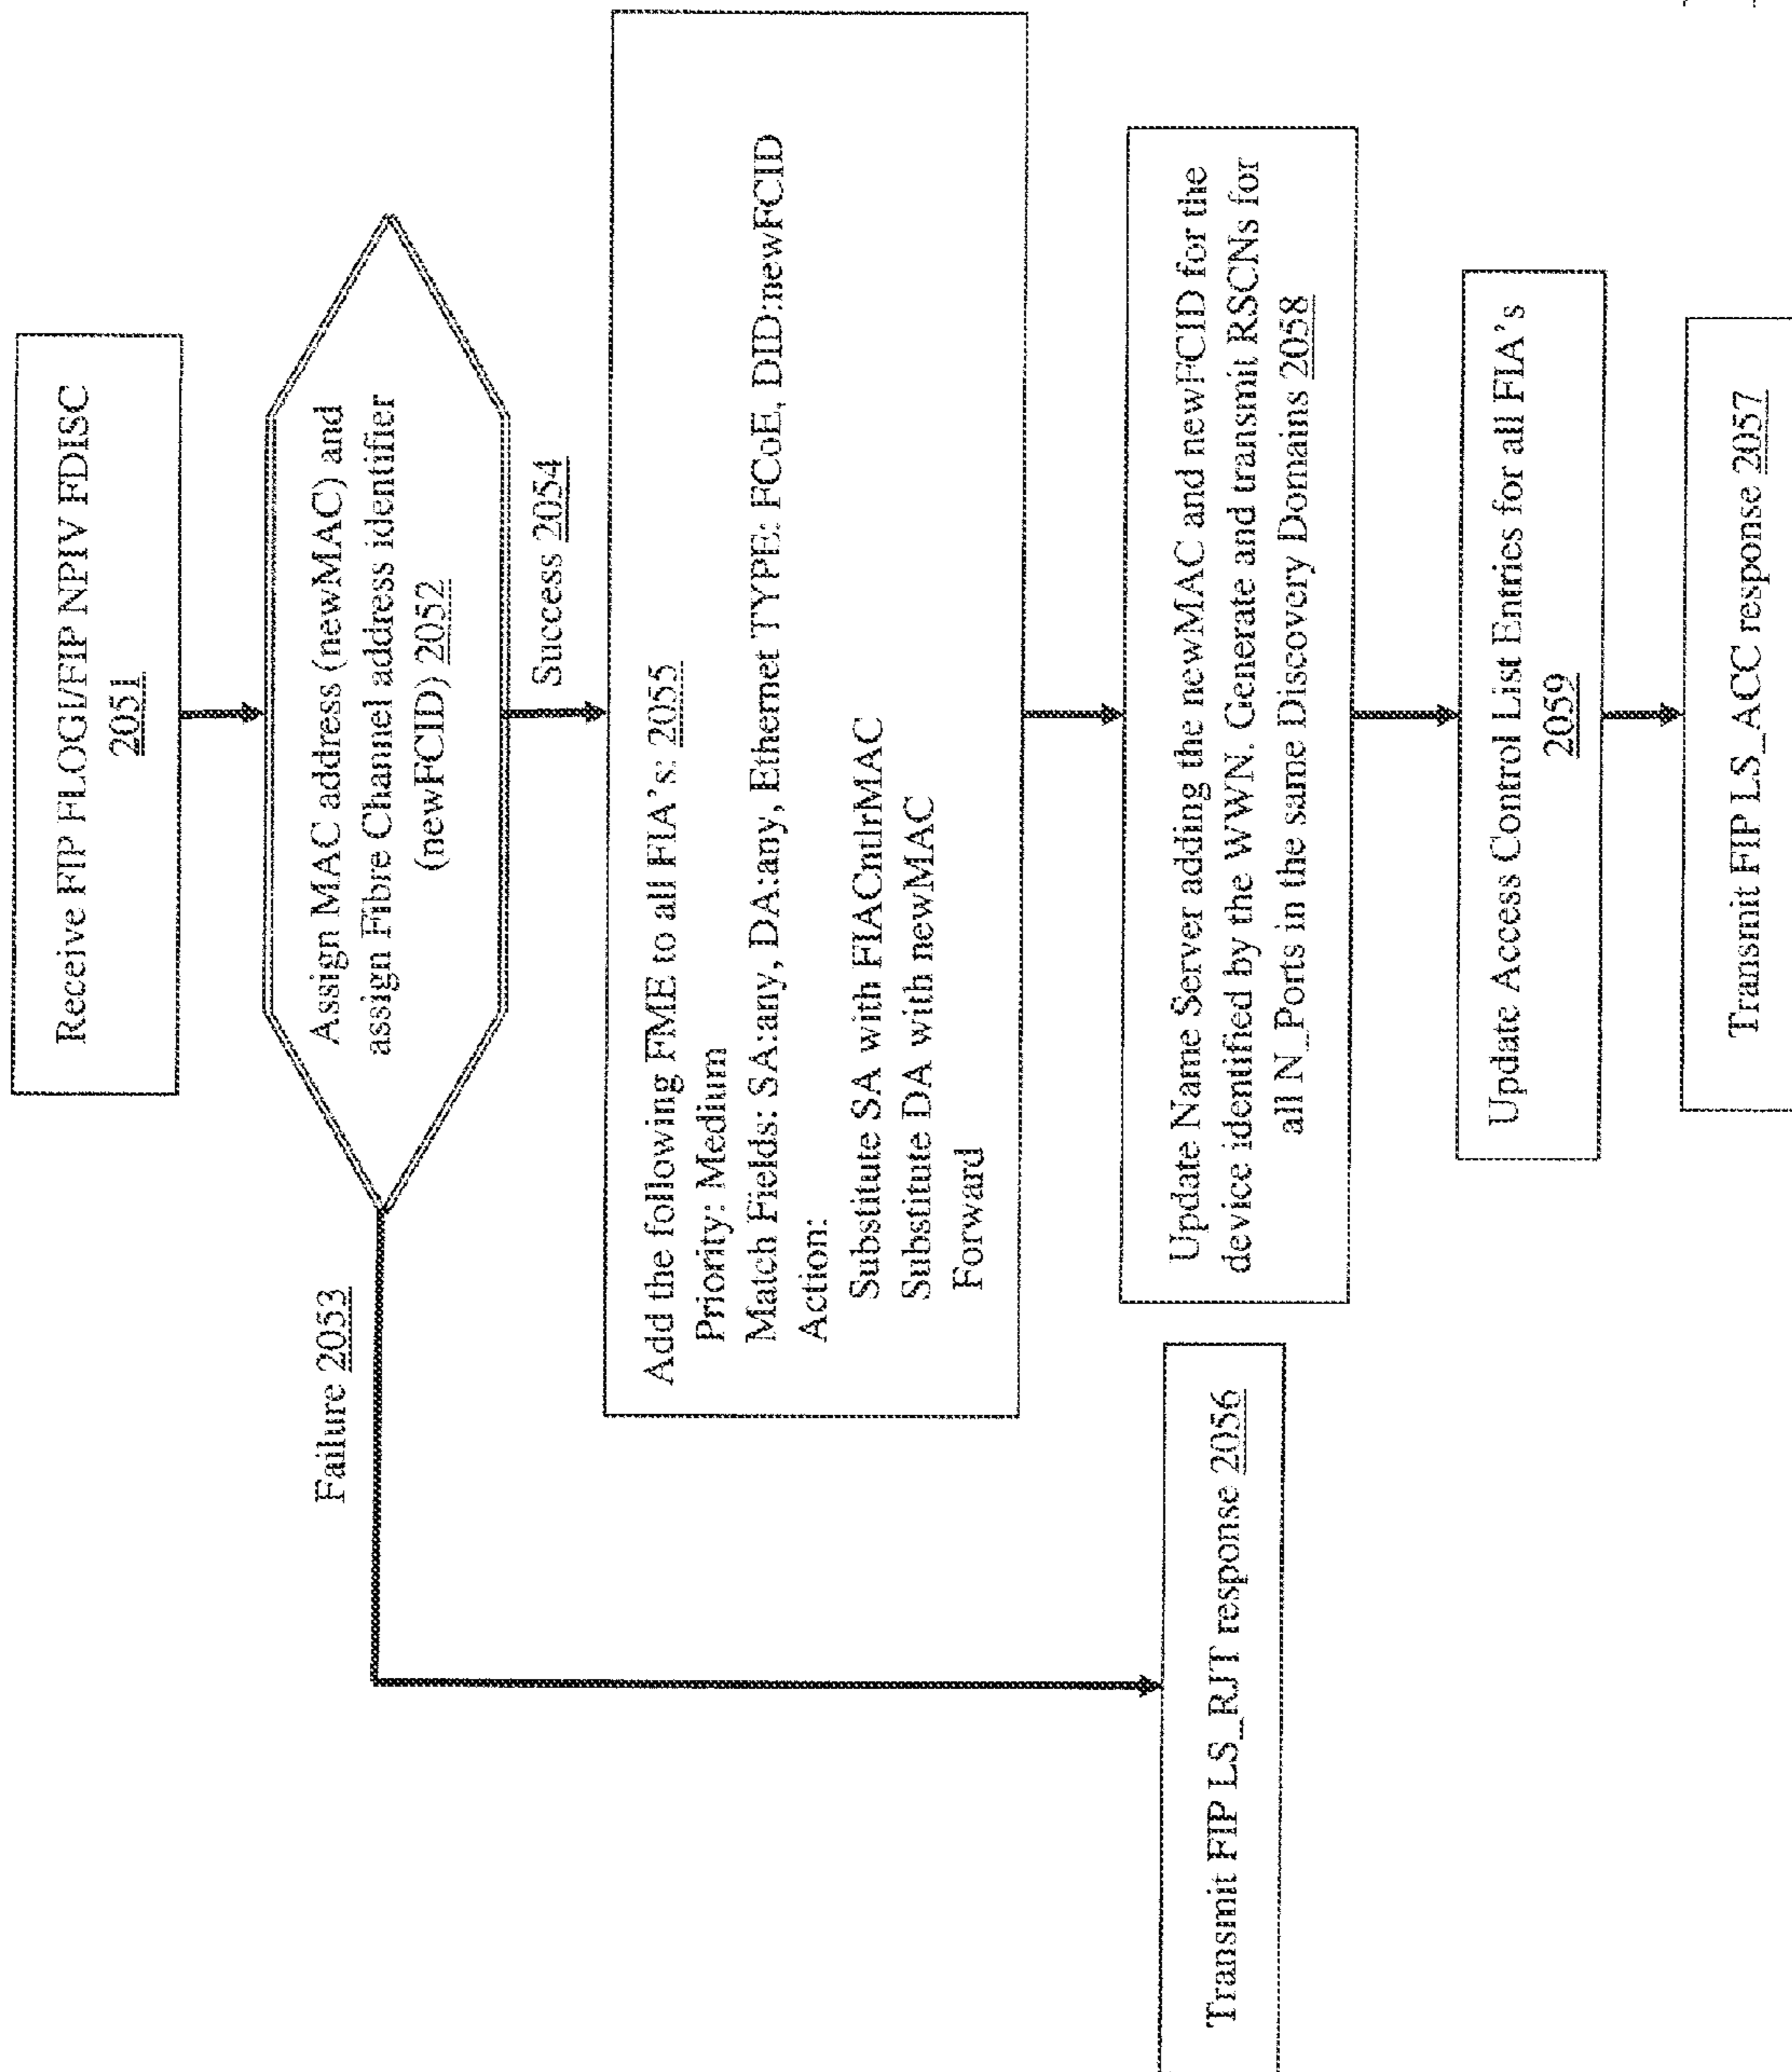 Receive FIP FLOGI/FIP NPIV FDISC
2051
Assign MAC address (newMAC) and
assign Fibre Channel address identifier
(newFCID) 2052
Failure 2053
Success 2054
Add the following FME to all FIA's: 2055
Priority: Medium
Match Fields: SA:any, DA:any, Ethernet TYPE: FCoE, DID:newFCID
Action:
Substitute SA with FIACntlrMAC
Substitute DA with newMAC
Forward
Transmit FIP LS_RJT response 2056
Update Name Server adding the newMAC and newFCID for the
device identified by the WWN. Generate and transmit RSCNs for
all N_Ports in the same Discovery Domains 2058
Update Access Control List Entries for all FIA's
2059
Transmit FIP LS_ACC response 2057